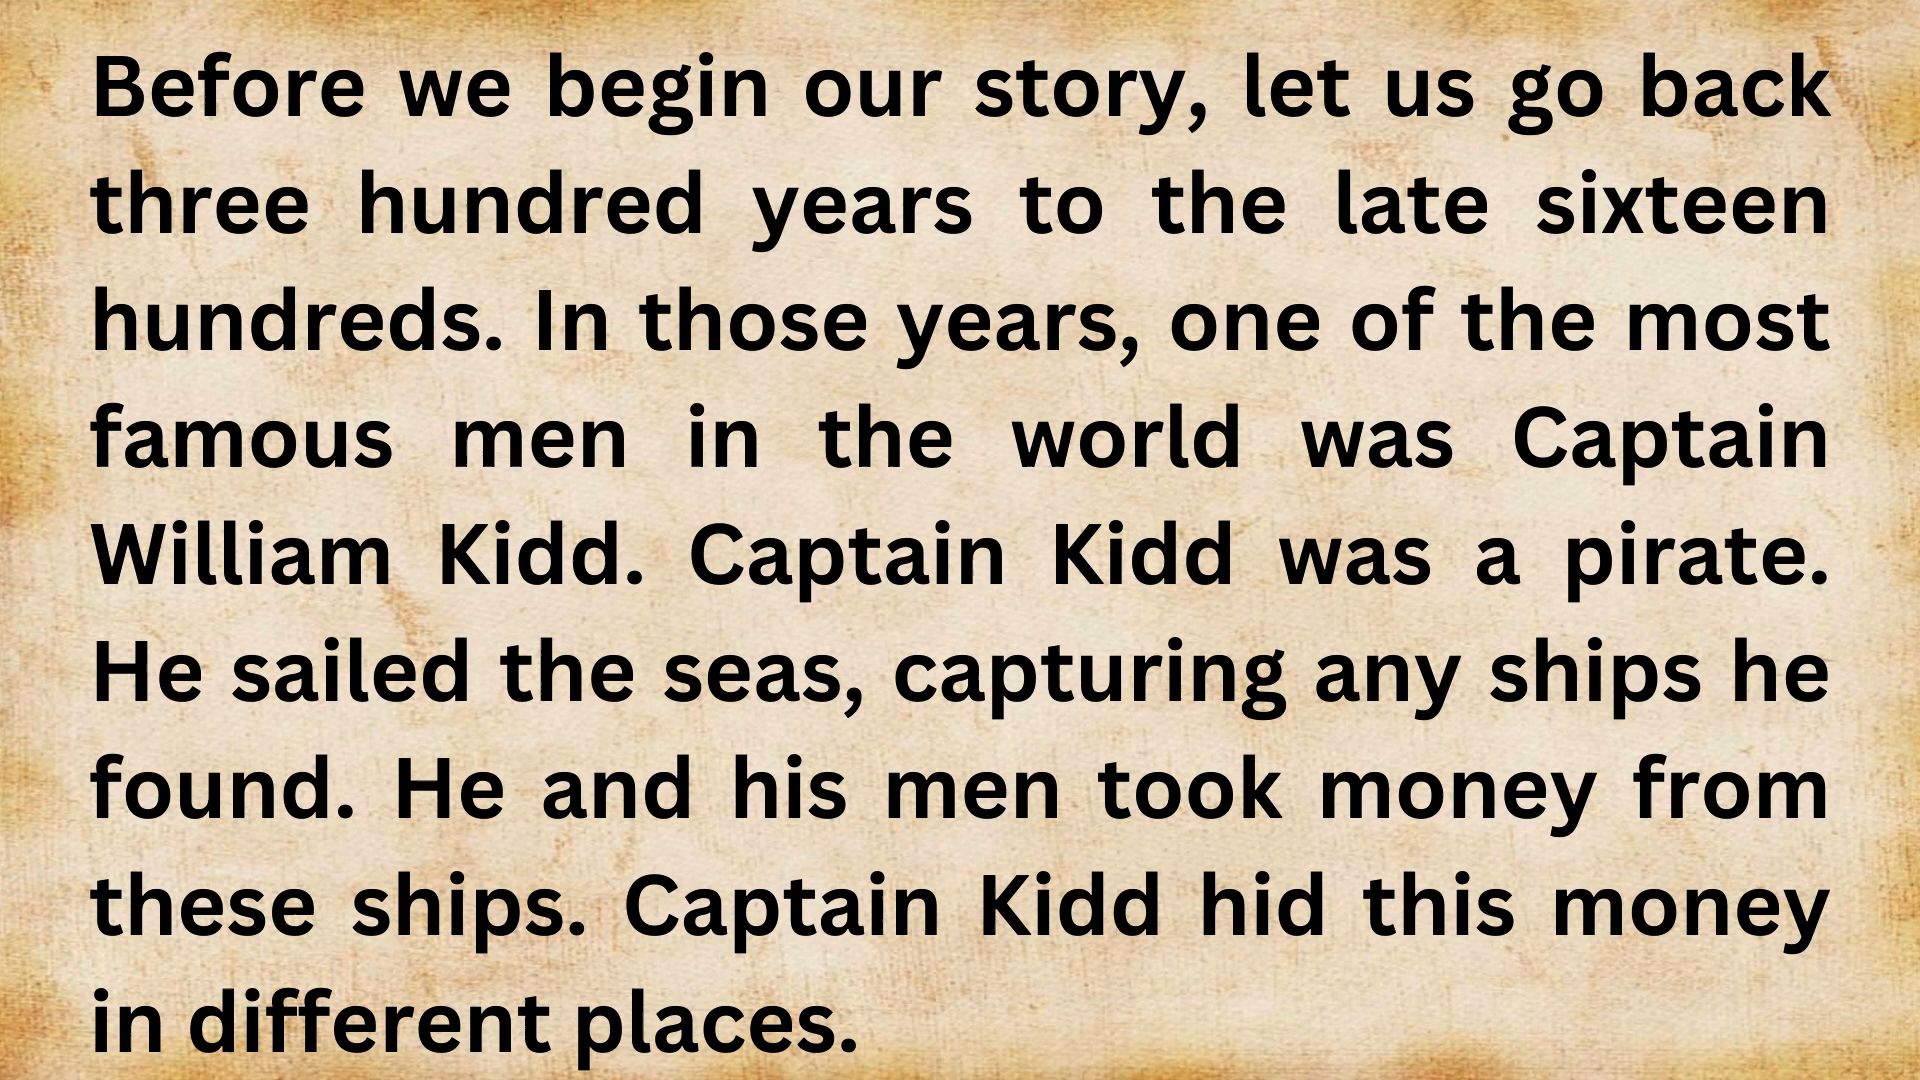 Before we begin our story, let us go back
three hundred years to the late sixteen
hundreds. In those years, one of the most
famous men in the world was Captain
William Kidd. Captain Kidd was a pirate.
He sailed the seas, capturing any ships he
found. He and his men took money from
these ships. Captain Kidd hid this money
in different places.